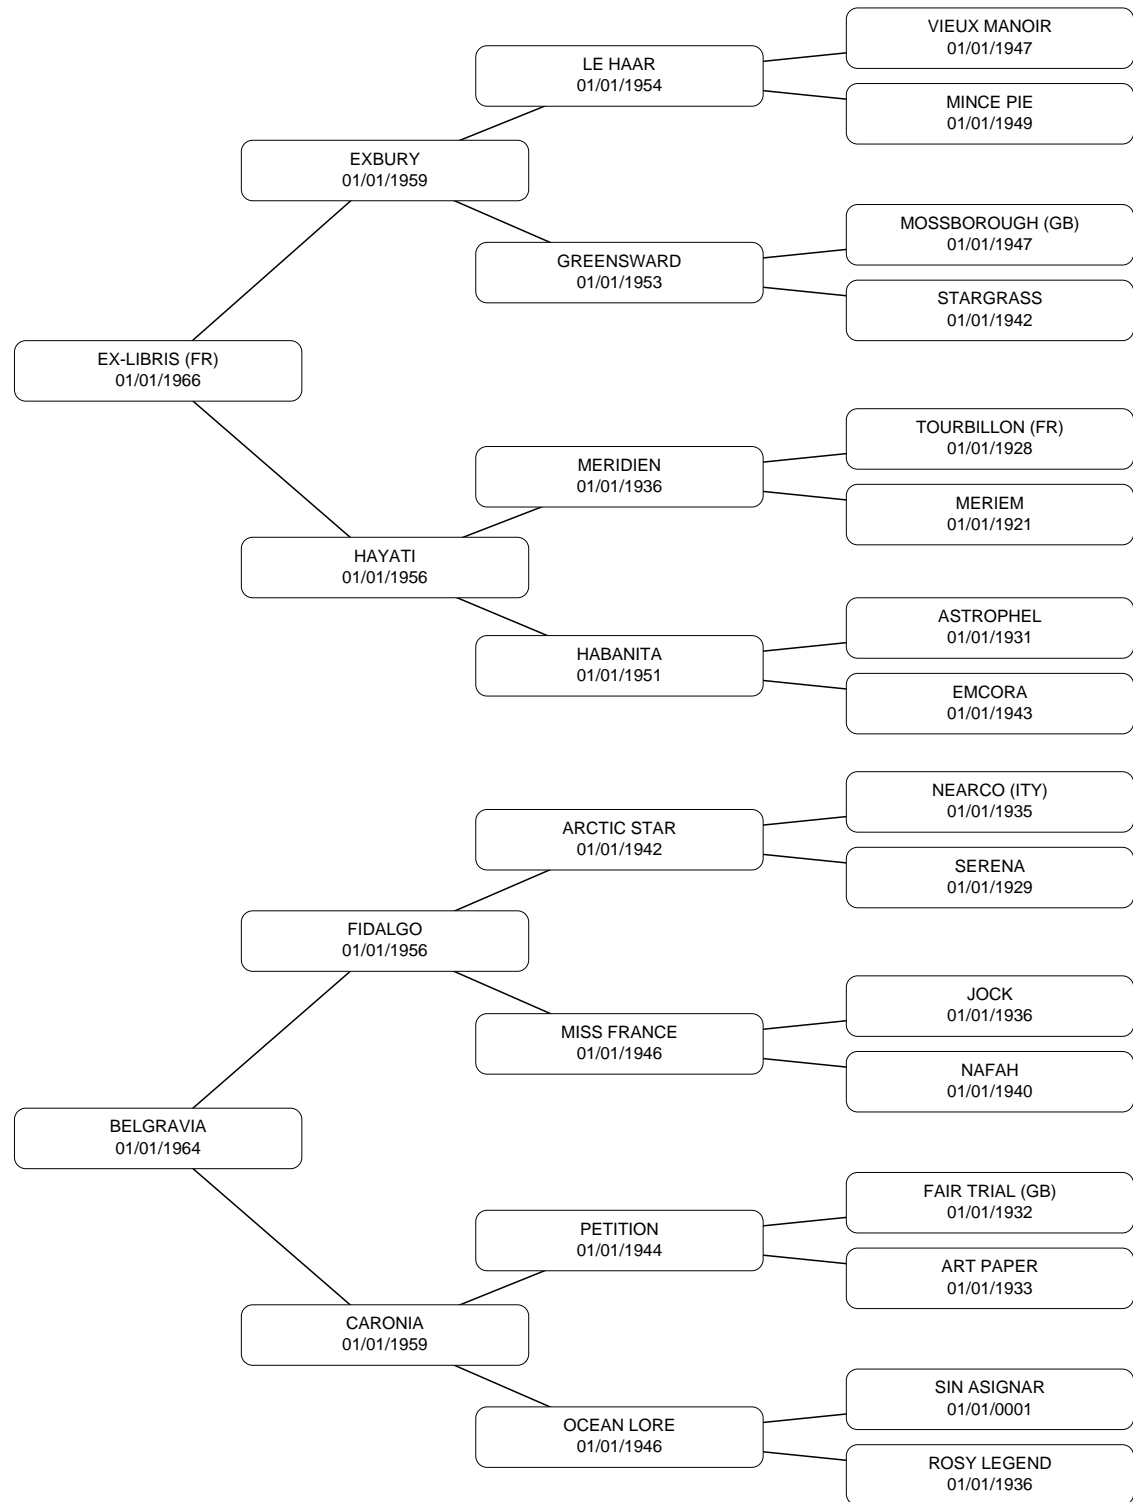 VIEUX MANOIR
01/01/1947
LE HAAR
01/01/1954
MINCE PIE
01/01/1949
EXBURY
01/01/1959
MOSSBOROUGH (GB)
01/01/1947
GREENSWARD
01/01/1953
STARGRASS
01/01/1942
EX-LIBRIS (FR)
01/01/1966
TOURBILLON (FR)
01/01/1928
MERIDIEN
01/01/1936
MERIEM
01/01/1921
HAYATI
01/01/1956
ASTROPHEL
01/01/1931
HABANITA
01/01/1951
EMCORA
01/01/1943
NEARCO (ITY)
01/01/1935
ARCTIC STAR
01/01/1942
SERENA
01/01/1929
FIDALGO
01/01/1956
JOCK
01/01/1936
MISS FRANCE
01/01/1946
NAFAH
01/01/1940
BELGRAVIA
01/01/1964
FAIR TRIAL (GB)
01/01/1932
PETITION
01/01/1944
ART PAPER
01/01/1933
CARONIA
01/01/1959
SIN ASIGNAR
01/01/0001
OCEAN LORE
01/01/1946
ROSY LEGEND
01/01/1936